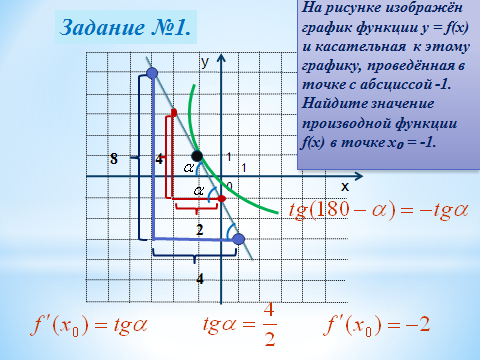 Задание №1.
На рисунке изображён
график функции y = f(x)
и касательная к этому
графику, проведённая в
точке с абсциссой -1.
Найдите значение
производной функции
f(x) в точке x₀ = -1.
y
8
4
α
1
1
α
0
x
2
4
tg(180 − α) = −tgα
f′(x₀) = tgα
tgα = 4/2
f′(x₀) = −2